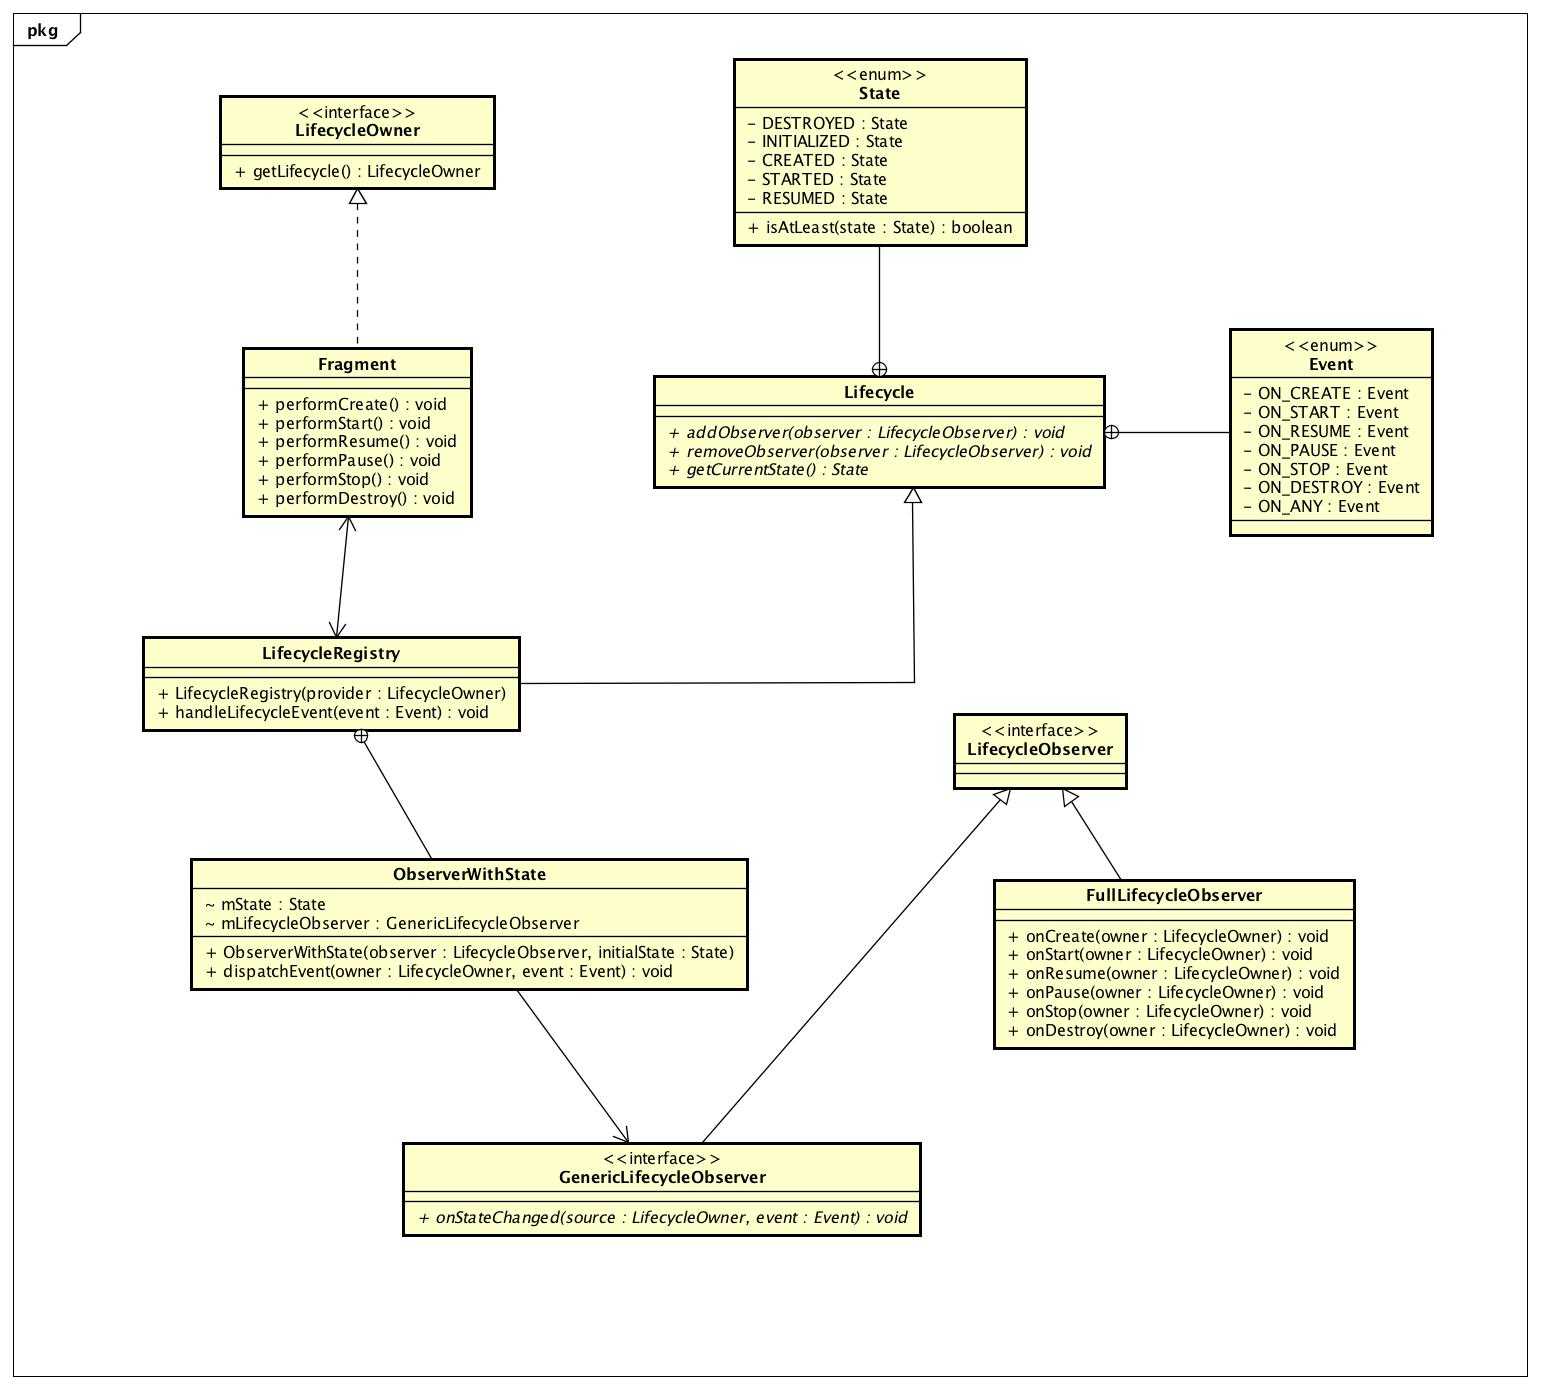 pkg
<<interface>>
LifecycleOwner
+ getLifecycle() : LifecycleOwner
<<enum>>
State
- DESTROYED : State
- INITIALIZED : State
- CREATED : State
- STARTED : State
- RESUMED : State
+ isAtLeast(state : State) : boolean
Fragment
+ performCreate() : void
+ performStart() : void
+ performResume() : void
+ performPause() : void
+ performStop() : void
+ performDestroy() : void
Lifecycle
+ addObserver(observer : LifecycleObserver) : void
+ removeObserver(observer : LifecycleObserver) : void
+ getCurrentState() : State
<<enum>>
Event
- ON_CREATE : Event
- ON_START : Event
- ON_RESUME : Event
- ON_PAUSE : Event
- ON_STOP : Event
- ON_DESTROY : Event
- ON_ANY : Event
LifecycleRegistry
+ LifecycleRegistry(provider : LifecycleOwner)
+ handleLifecycleEvent(event : Event) : void
<<interface>>
LifecycleObserver
ObserverWithState
~ mState : State
~ mLifecycleObserver : GenericLifecycleObserver
+ ObserverWithState(observer : LifecycleObserver, initialState : State)
+ dispatchEvent(owner : LifecycleOwner, event : Event) : void
FullLifecycleObserver
+ onCreate(owner : LifecycleOwner) : void
+ onStart(owner : LifecycleOwner) : void
+ onResume(owner : LifecycleOwner) : void
+ onPause(owner : LifecycleOwner) : void
+ onStop(owner : LifecycleOwner) : void
+ onDestroy(owner : LifecycleOwner) : void
<<interface>>
GenericLifecycleObserver
+ onStateChanged(source : LifecycleOwner, event : Event) : void